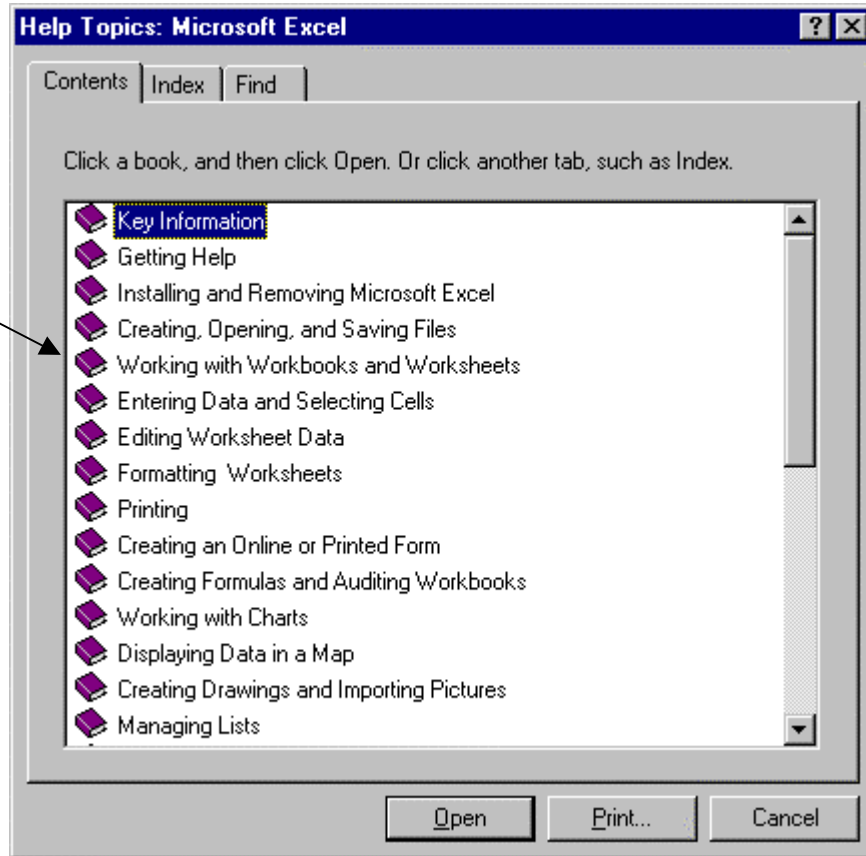 Help Topics: Microsoft Excel
Contents Index Find
Click a book, and then click Open. Or click another tab, such as Index.
Key Information
Getting Help
Installing and Removing Microsoft Excel
Creating, Opening, and Saving Files
Working with Workbooks and Worksheets
Entering Data and Selecting Cells
Editing Worksheet Data
Formatting Worksheets
Printing
Creating an Online or Printed Form
Creating Formulas and Auditing Workbooks
Working with Charts
Displaying Data in a Map
Creating Drawings and Importing Pictures
Managing Lists
Open Print... Cancel